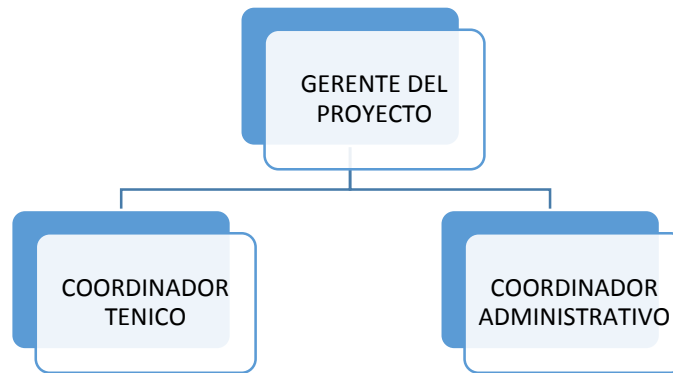 GERENTE DEL
PROYECTO
COORDINADOR
TENICO
COORDINADOR
ADMINISTRATIVO